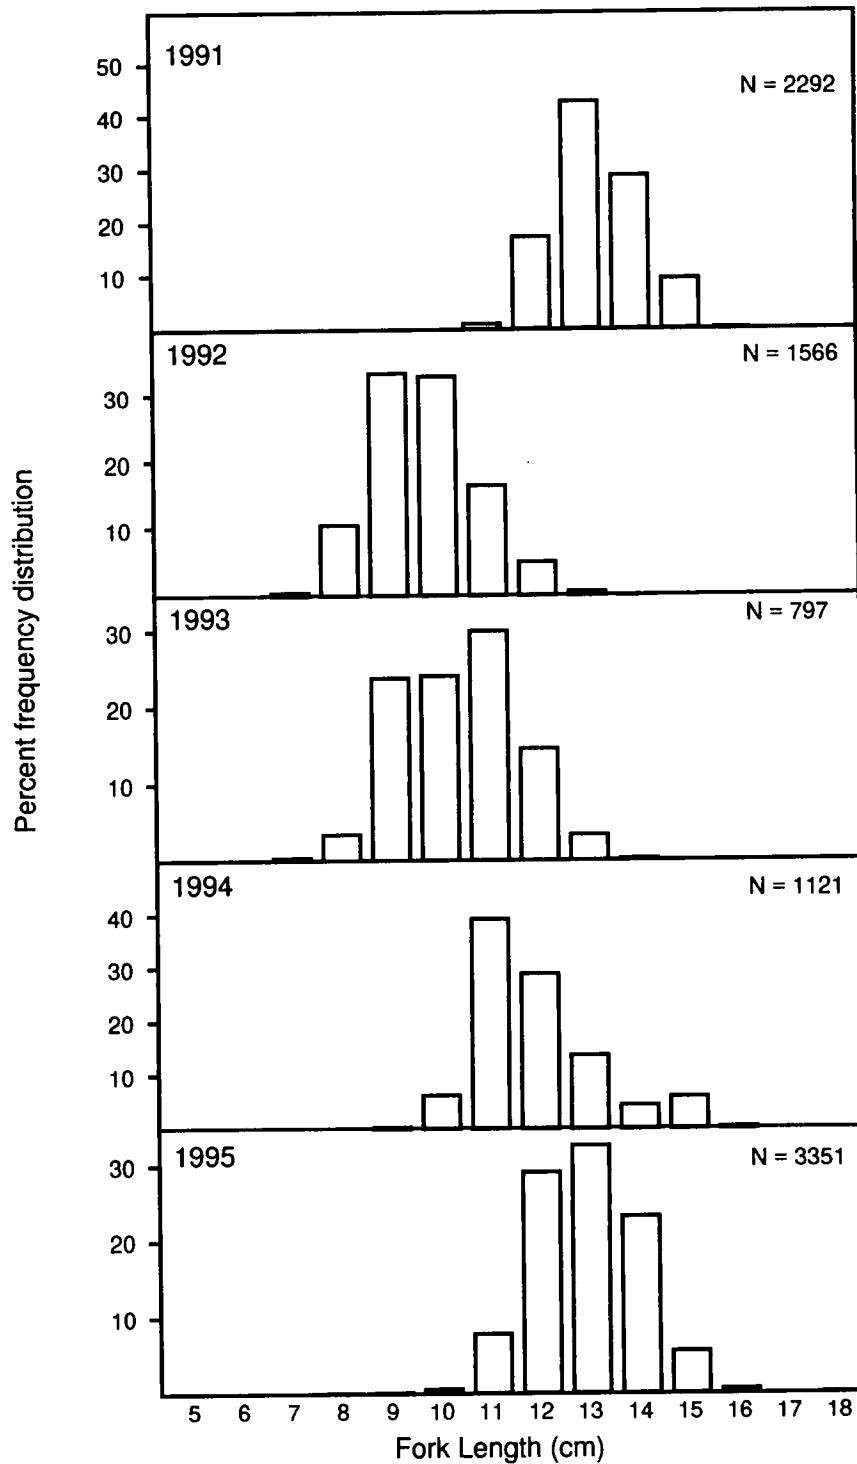 1991
N = 2292
50
40
30
20
10
1992
N = 1566
30
20
10
1993
N = 797
30
20
10
1994
N = 1121
40
30
20
10
1995
N = 3351
30
20
10
5 6 7 8 9 10 11 12 13 14 15 16 17 18
Fork Length (cm)
Percent frequency distribution